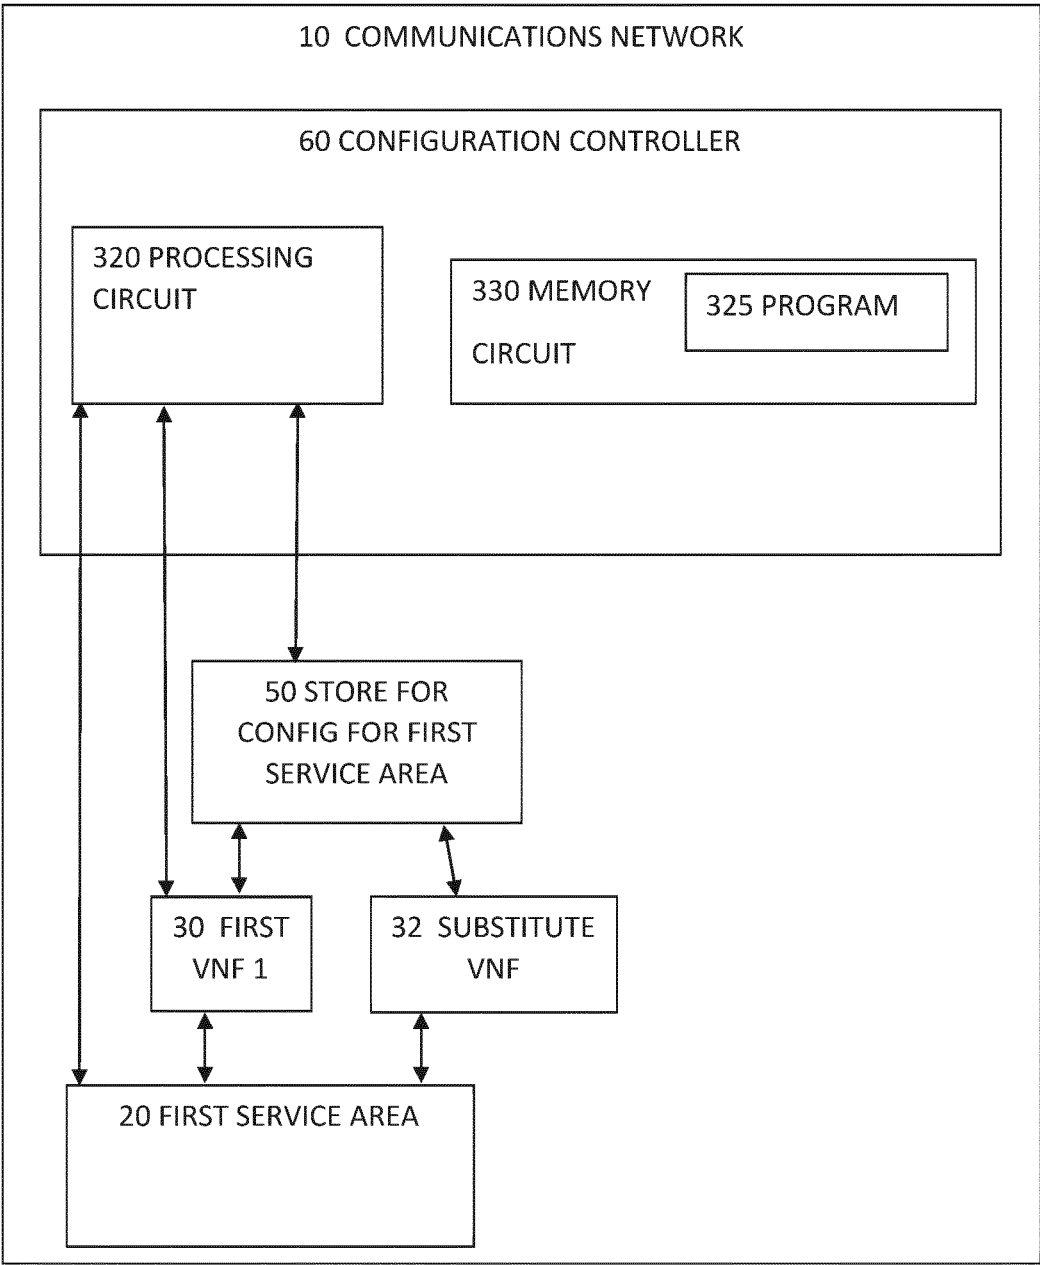 10 COMMUNICATIONS NETWORK
60 CONFIGURATION CONTROLLER
320 PROCESSING
CIRCUIT
330 MEMORY
CIRCUIT
325 PROGRAM
50 STORE FOR
CONFIG FOR FIRST
SERVICE AREA
30 FIRST
VNF 1
32 SUBSTITUTE
VNF
20 FIRST SERVICE AREA